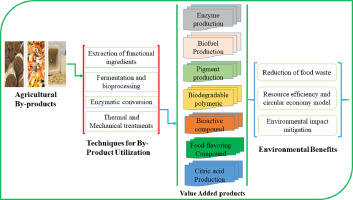 Agricultural
By-products
Extraction of functional
ingredients
Fermentation and
bioprocessing
Enzymatic conversion
Thermal and
Mechanical treatments
Techniques for By-
Product Utilization
Enzyme
production
Biofuel
Production
Pigment
production
Biodegradable
polymeric
Bioactive
compound
Food flavoring
Compound
Citric acid
Production
Value Added products
Reduction of food waste
Resource efficiency and
circular economy model
Environmental impact
mitigation
Environmental Benefits